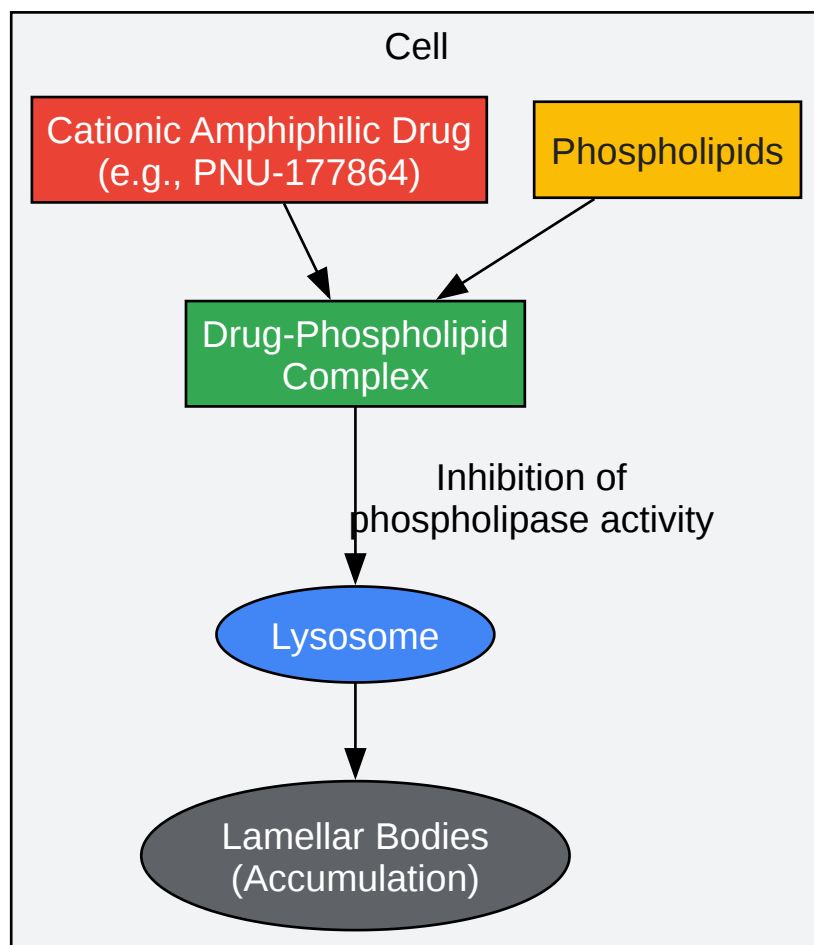 Cell
Cationic Amphiphilic Drug
(e.g., PNU-177864)
Phospholipids
Drug-Phospholipid
Complex
Inhibition of
phospholipase activity
Lysosome
Lamellar Bodies
(Accumulation)